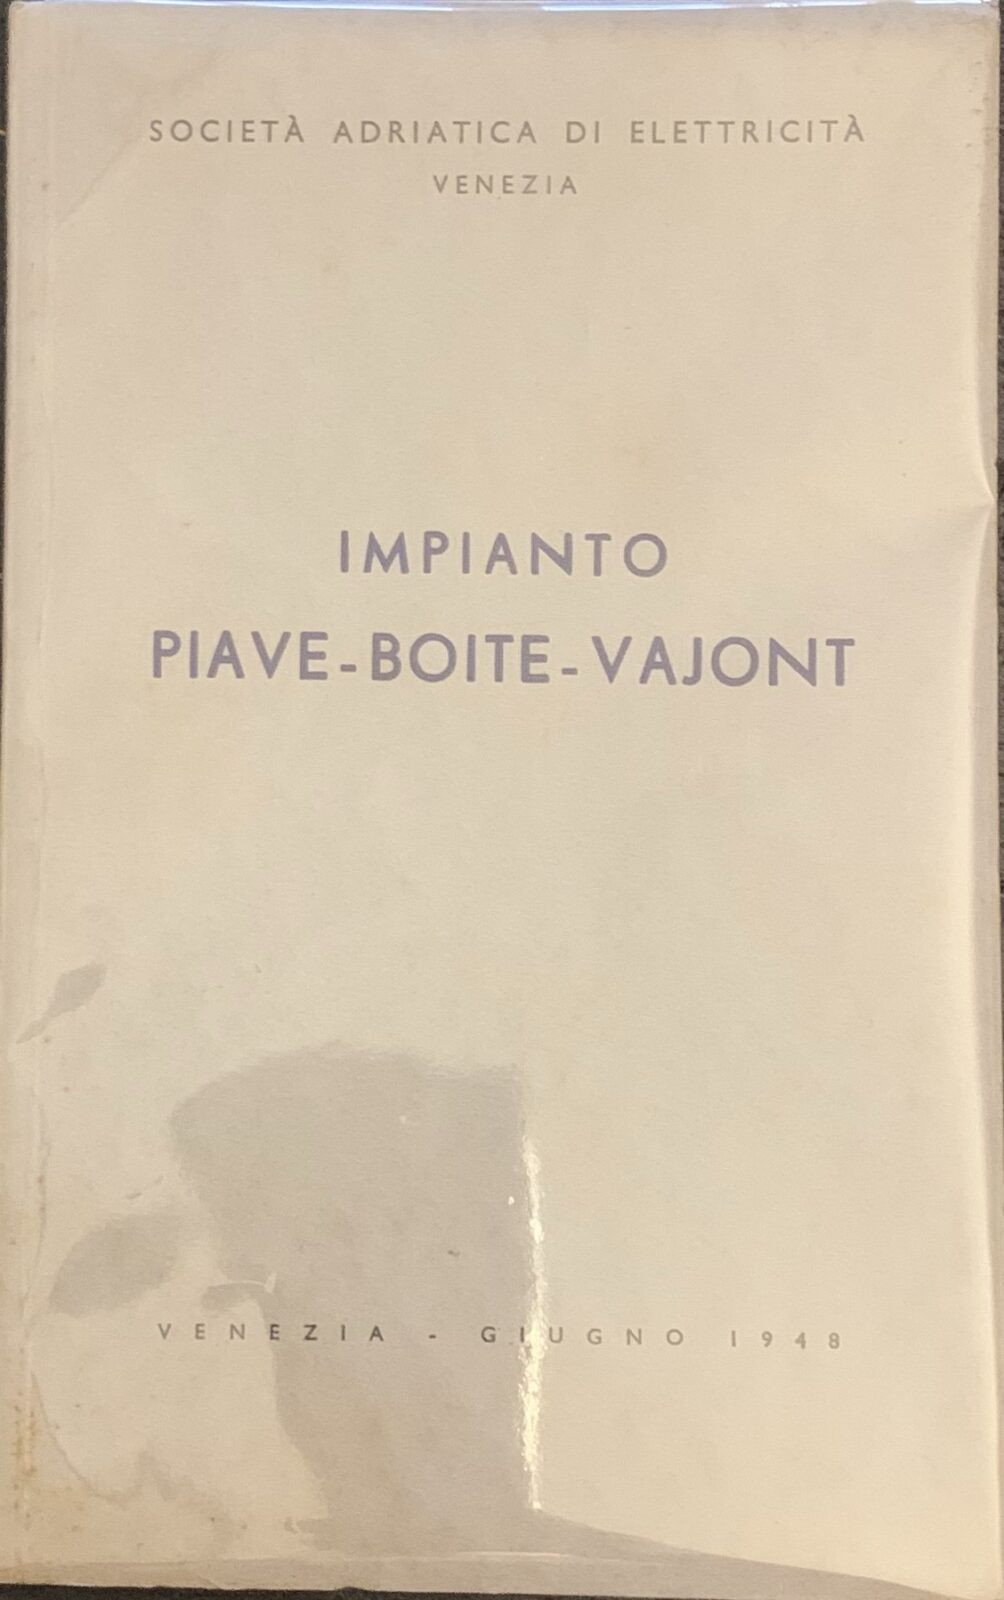 SOCIETÀ ADRIATICA DI ELETTRICITÀ
VENEZIA
IMPIANTO
PIAVE-BOITE-VAJONT
VENEZIA - GIUGNO 1948